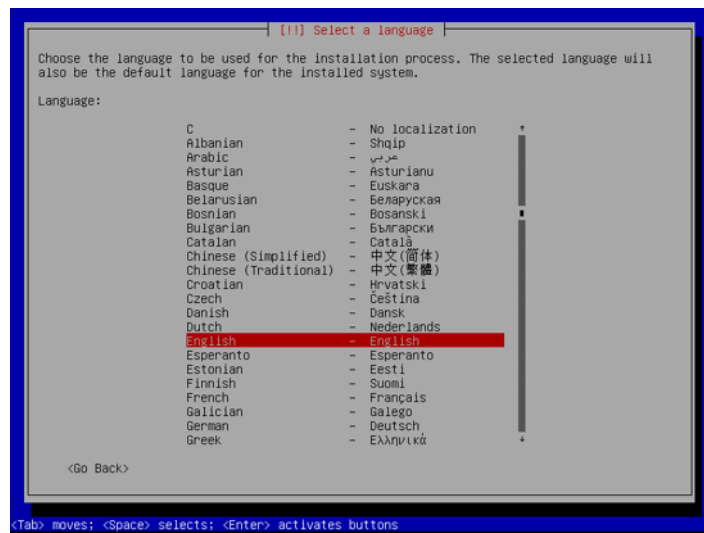 [!!] Select a language
Choose the language to be used for the installation process. The selected language will
also be the default language for the installed system.
Language:
C - No localization
Albanian - Shqip
Arabic - عربي
Asturian - Asturianu
Basque - Euskara
Belarusian - Беларуская
Bosnian - Bosanski
Bulgarian - Български
Catalan - Català
Chinese (Simplified) - 中文(简体)
Chinese (Traditional) - 中文(繁體)
Croatian - Hrvatski
Czech - Čeština
Danish - Dansk
Dutch - Nederlands
English - English
Esperanto - Esperanto
Estonian - Eesti
Finnish - Suomi
French - Français
Galician - Galego
German - Deutsch
Greek - Ελληνικά
<Go Back>
<Tab> moves; <Space> selects; <Enter> activates buttons